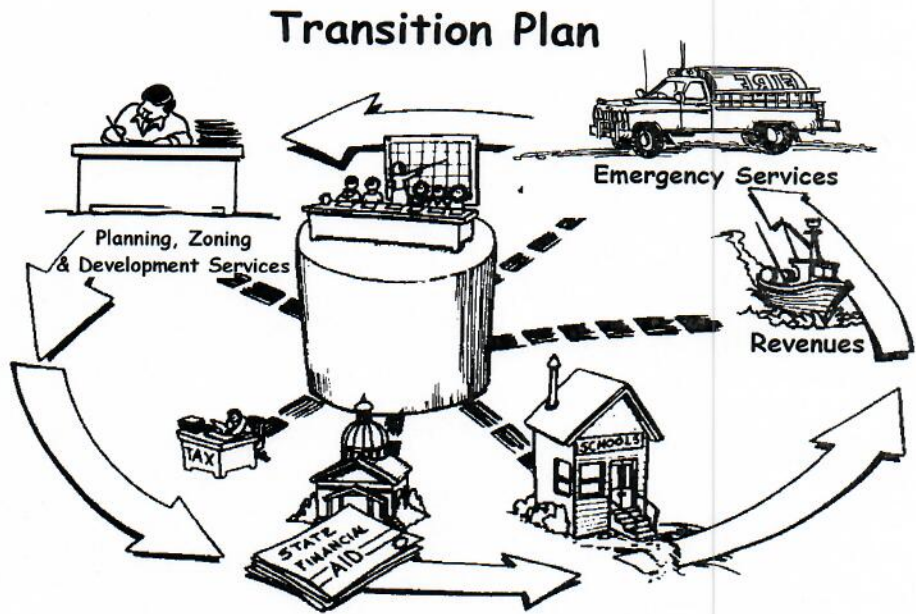 Transition Plan
FIRE
Emergency Services
Planning, Zoning
& Development Services
Revenues
SCHOOLS
TAX
STATE
FINANCIAL
AID